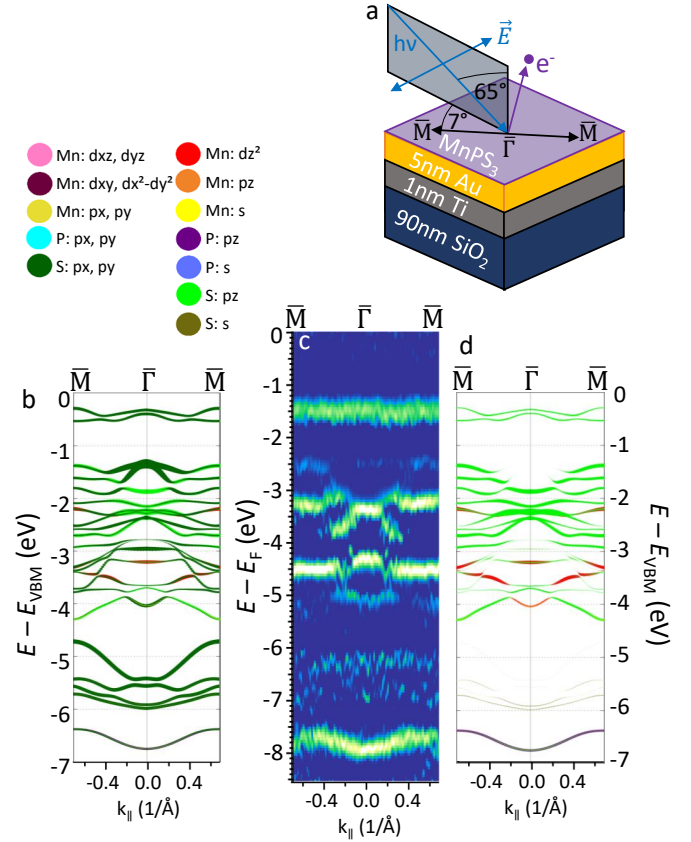 a
hν
E⃗
e⁻
65°
7°
M̅
Γ̅
M̅
MnPS₃
5nm Au
1nm Ti
90nm SiO₂
Mn: dxz, dyz
Mn: dxy, dx²-dy²
Mn: px, py
P: px, py
S: px, py
Mn: dz²
Mn: pz
Mn: s
P: pz
P: s
S: pz
S: s
b
M̅ Γ̅ M̅
0
-1
-2
-3
-4
-5
-6
-7
E − E_VBM (eV)
-0.4 0.0 0.4
k∥ (1/Å)
c
M̅ Γ̅ M̅
0
-1
-2
-3
-4
-5
-6
-7
-8
E − E_F (eV)
-0.4 0.0 0.4
k∥ (1/Å)
d
M̅ Γ̅ M̅
0
-1
-2
-3
-4
-5
-6
-7
E − E_VBM (eV)
-0.4 0.0 0.4
k∥ (1/Å)